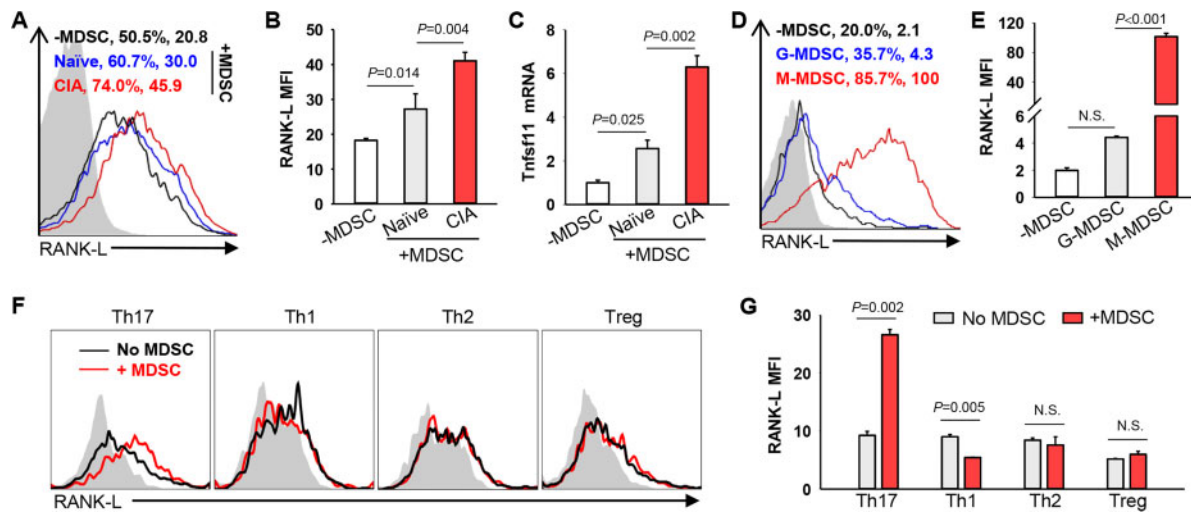 A
-MDSC, 50.5%, 20.8
Naïve, 60.7%, 30.0
CIA, 74.0%, 45.9
+MDSC
RANK-L
B
RANK-L MFI
50
40
30
20
10
0
P=0.014
P=0.004
-MDSC
Naïve
CIA
+MDSC
C
Tnfsf11 mRNA
8
6
4
2
0
P=0.025
P=0.002
-MDSC
Naïve
CIA
+MDSC
D
-MDSC, 20.0%, 2.1
G-MDSC, 35.7%, 4.3
M-MDSC, 85.7%, 100
RANK-L
E
RANK-L MFI
120
100
80
60
40
6
4
2
0
P<0.001
N.S.
-MDSC
G-MDSC
M-MDSC
F
Th17 Th1 Th2 Treg
No MDSC
+ MDSC
RANK-L
G
RANK-L MFI
30
20
10
0
No MDSC +MDSC
P=0.002
P=0.005
N.S.
N.S.
Th17 Th1 Th2 Treg